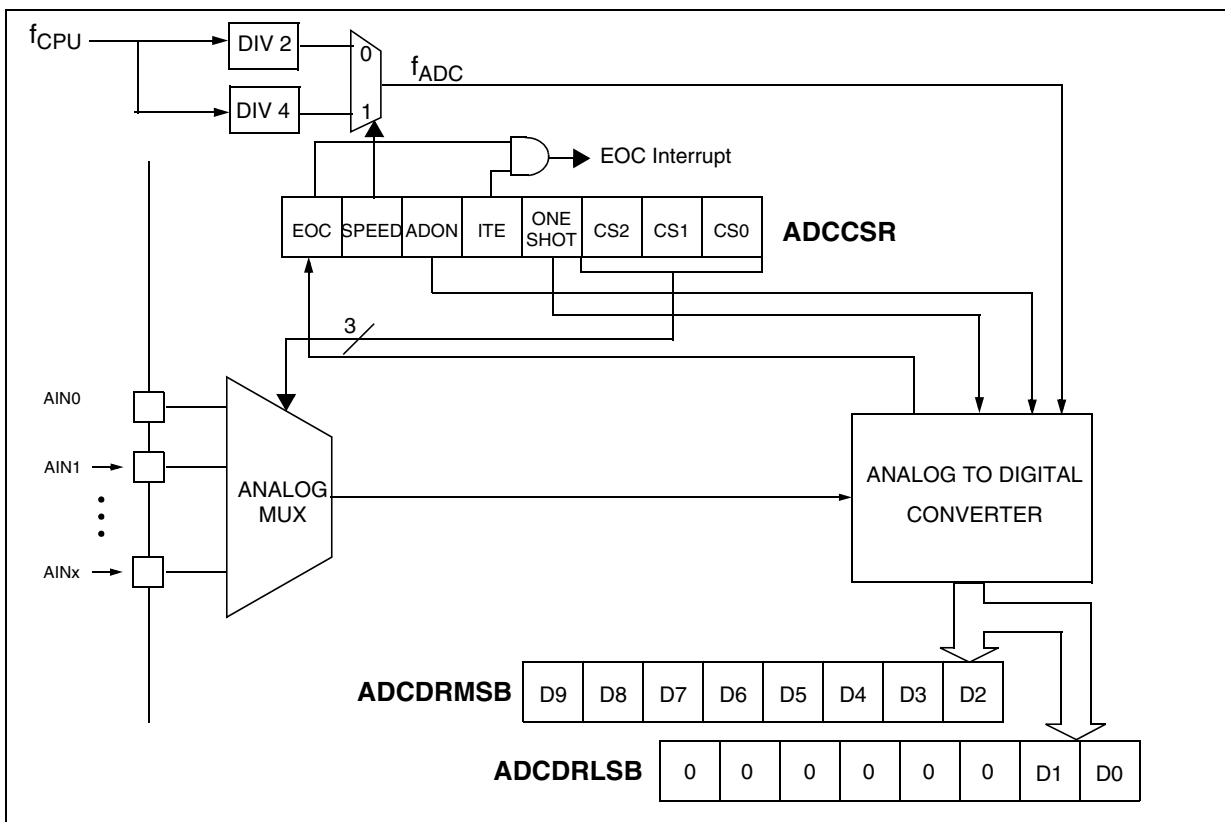 fCPU
DIV 2
0
fADC
DIV 4
1
EOC Interrupt
EOC SPEED ADON ITE ONE SHOT CS2 CS1 CS0 ADCCSR
3
AIN0
AIN1
AINx
ANALOG
MUX
ANALOG TO DIGITAL
CONVERTER
ADCDRMSB D9 D8 D7 D6 D5 D4 D3 D2
ADCDRLSB 0 0 0 0 0 0 D1 D0